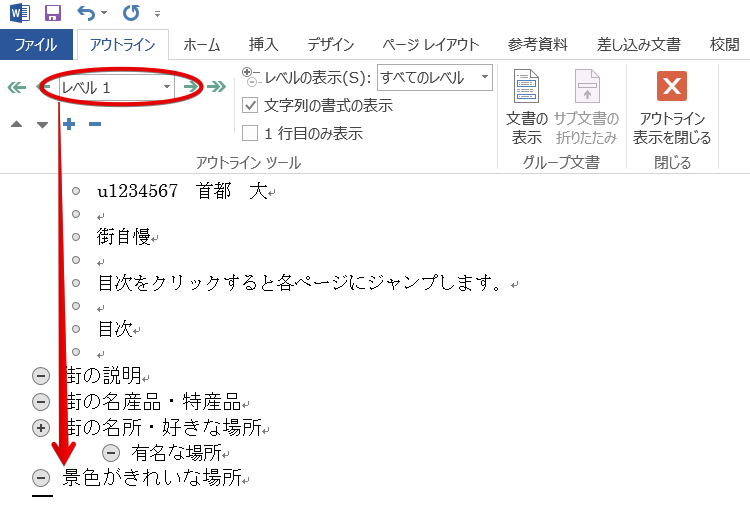 ファイル アウトライン ホーム 挿入 デザイン ページ レイアウト 参考資料 差し込み文書 校閲
レベル 1
レベルの表示(S): すべてのレベル
文字列の書式の表示
1 行目のみ表示
文書の
表示
サブ文書の
折りたたみ
アウトライン
表示を閉じる
アウトライン ツール
グループ文書
閉じる
u1234567 首都 大
街自慢
目次をクリックすると各ページにジャンプします。
目次
街の説明
街の名産品・特産品
街の名所・好きな場所
有名な場所
景色がきれいな場所